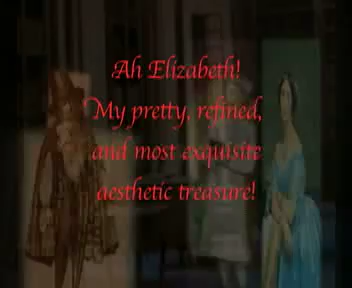 Ah Elizabeth!
My pretty, refined,
and most exquisite
aesthetic treasure!